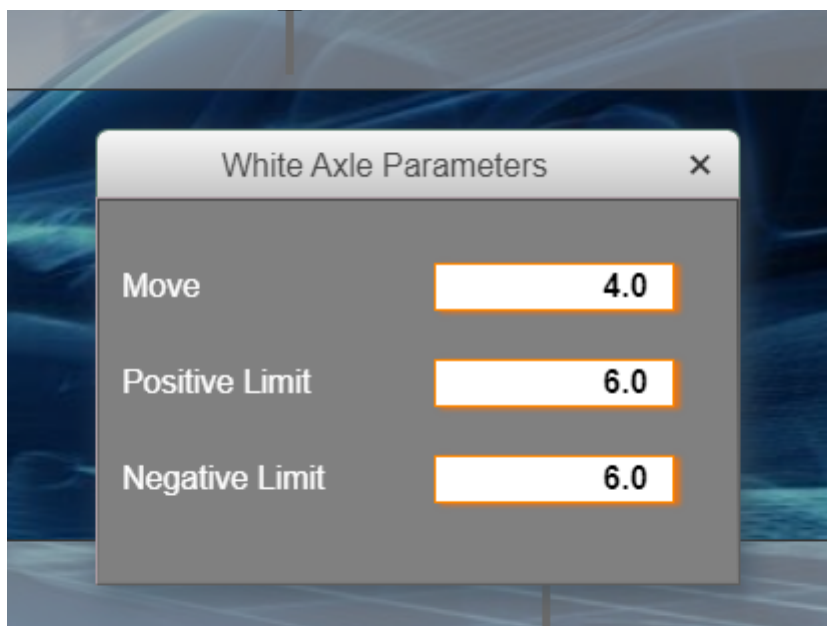 White Axle Parameters ×
Move 4.0
Positive Limit 6.0
Negative Limit 6.0